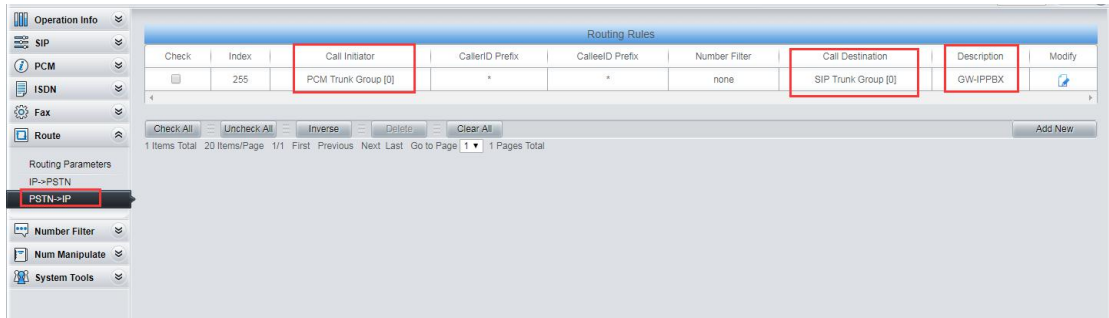 Operation Info
SIP
PCM
ISDN
Fax
Route
Routing Parameters
IP->PSTN
PSTN->IP
Number Filter
Num Manipulate
System Tools
Routing Rules
Check Index Call Initiator CallerID Prefix CalleeID Prefix Number Filter Call Destination Description Modify
255 PCM Trunk Group [0] * * none SIP Trunk Group [0] GW-IPPBX
Check All Uncheck All Inverse Delete Clear All Add New
1 Items Total 20 Items/Page 1/1 First Previous Next Last Go to Page 1 1 Pages Total